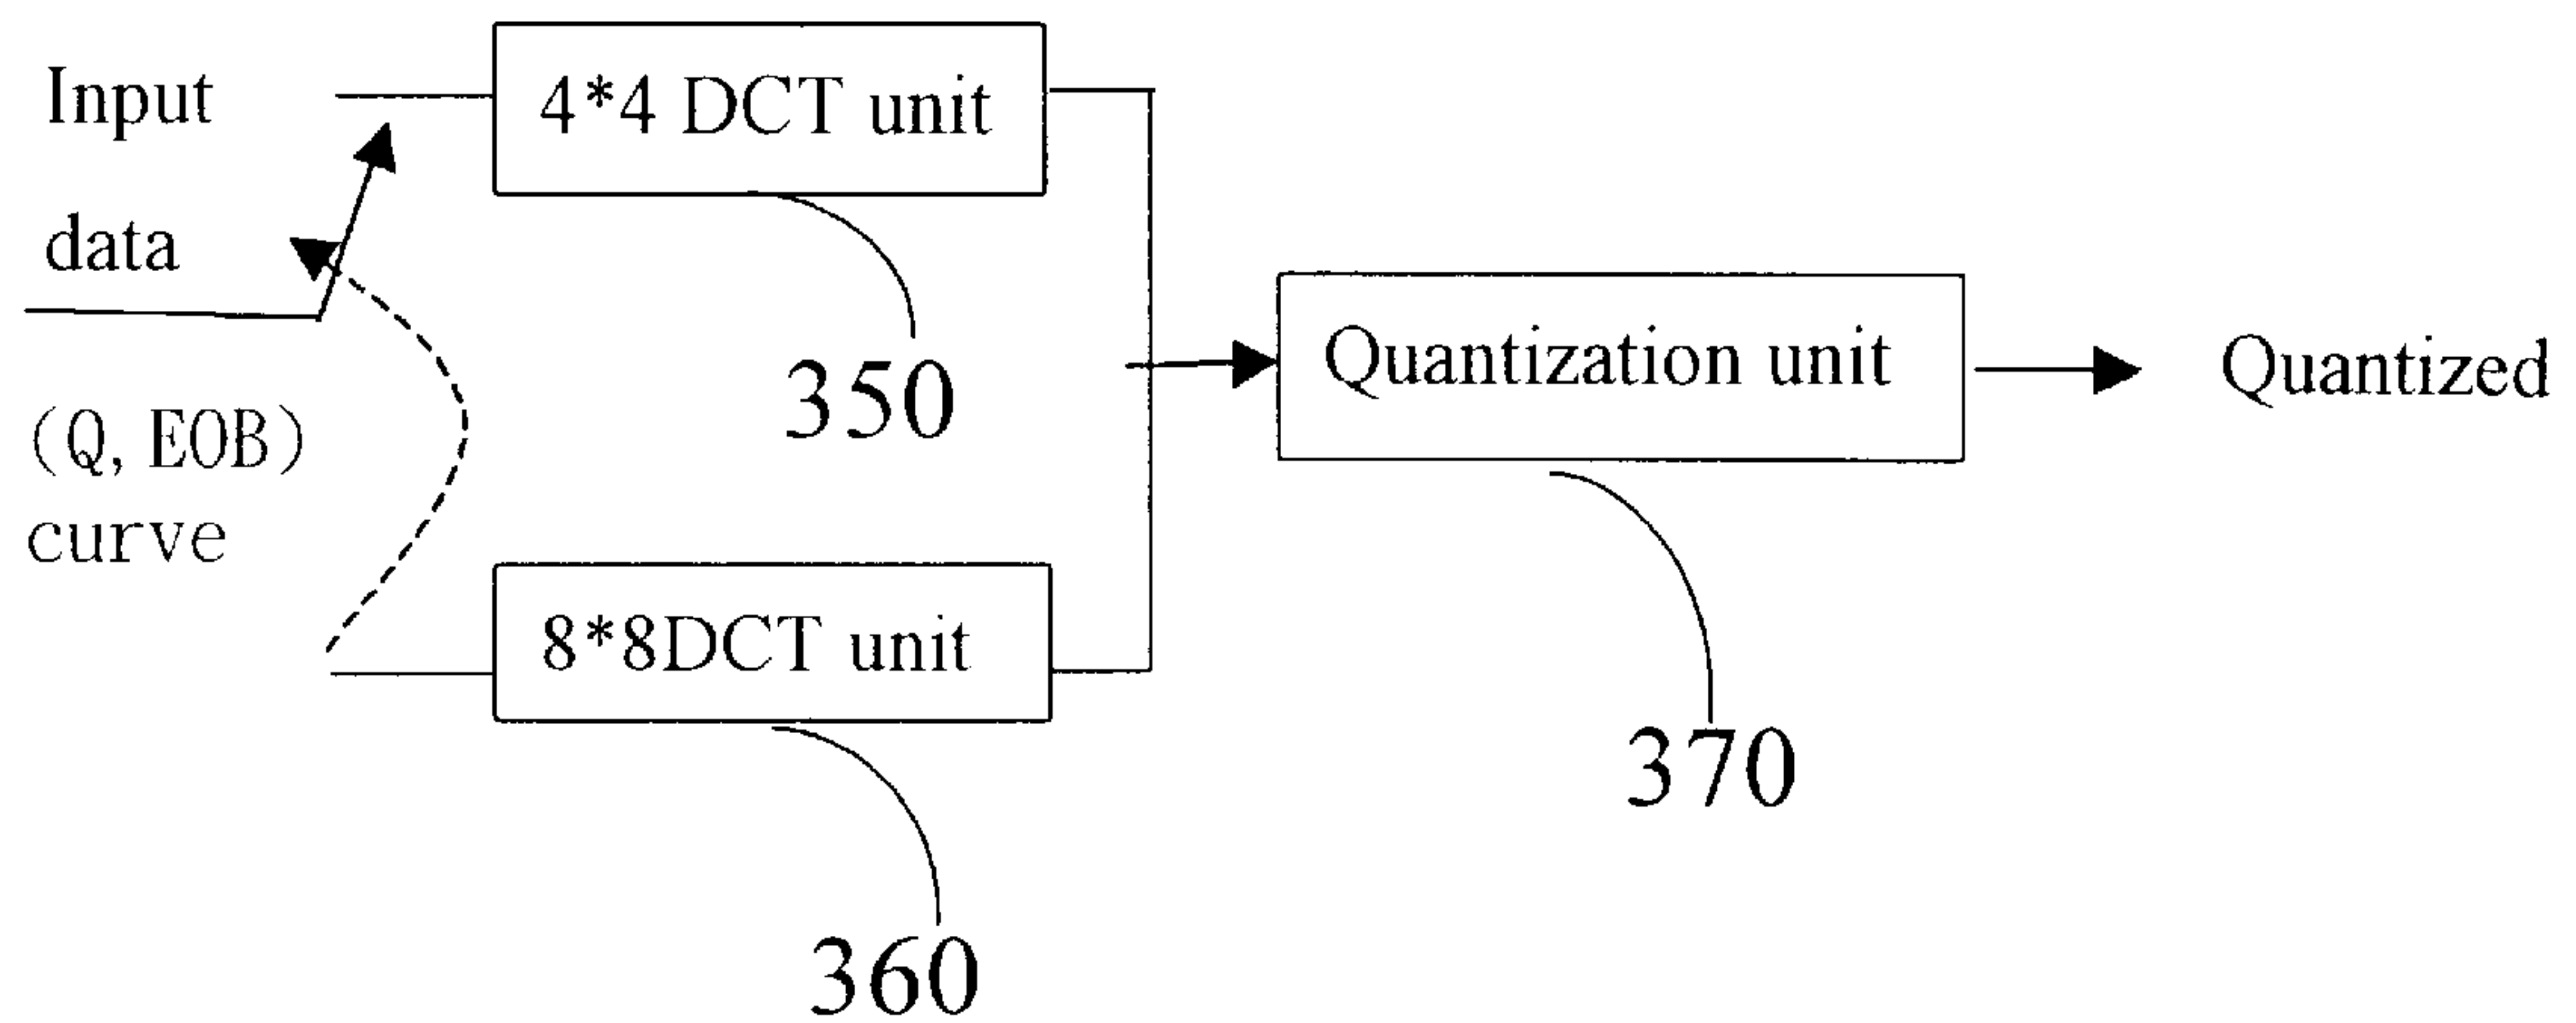 Input
data
(Q, EOB)
curve
4*4 DCT unit
350
8*8DCT unit
360
Quantization unit
370
Quantized